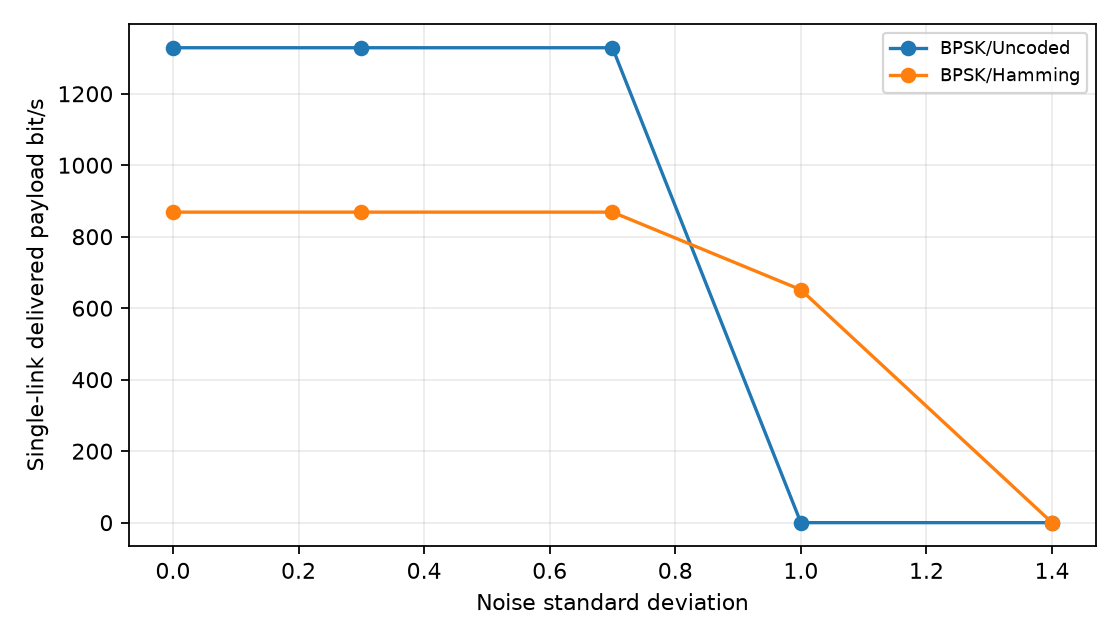 BPSK/Uncoded
BPSK/Hamming
Single-link delivered payload bit/s
1200
1000
800
600
400
200
0
0.0 0.2 0.4 0.6 0.8 1.0 1.2 1.4
Noise standard deviation